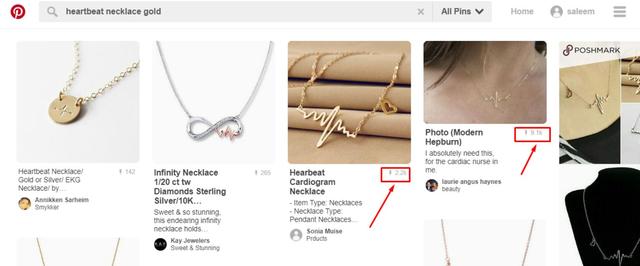 heartbeat necklace gold
All Pins
Home
saleem
Heartbeat Necklace/
Gold or Silver/ EKG
Necklace/ by...
142
Annikken Sørheim
Smykker
Infinity Necklace
1/20 ct tw
Diamonds Sterling
Silver/10K...
265
Sweet & so stunning,
this endearing infinity
necklace holds...
KAY
Kay Jewelers
Sweet & Stunning
Hearbeat
Cardiogram
Necklace
2.2k
- Item Type: Necklaces
- Necklace Type:
Pendant Necklaces...
Sonia Muise
Prducts
Photo (Modern
Hepburn)
9.1k
I absolutely need this,
for the cardiac nurse in
me.
laurie angus haynes
beauty
POSHMARK